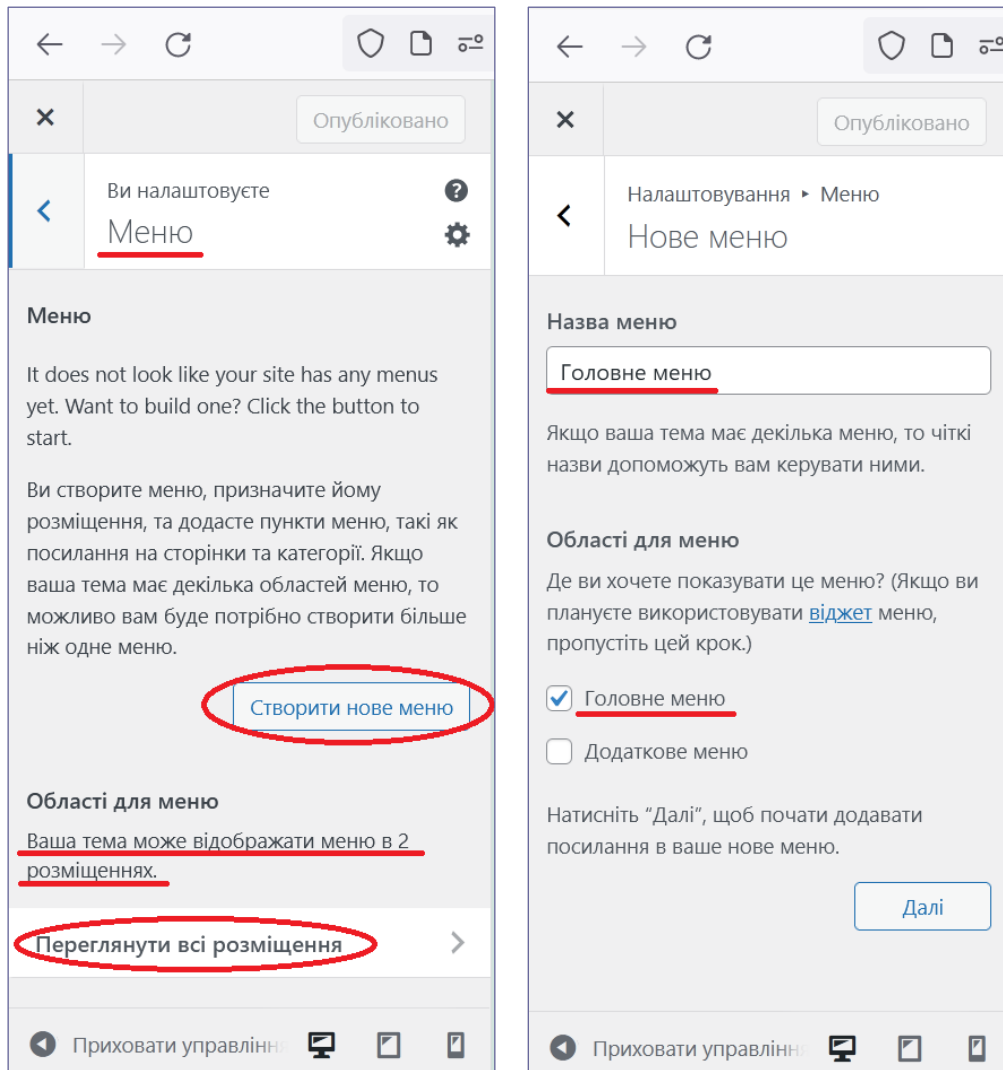 Опубліковано
Ви налаштовуєте
Меню
Меню
It does not look like your site has any menus
yet. Want to build one? Click the button to
start.
Ви створите меню, призначите йому
розміщення, та додасте пункти меню, такі як
посилання на сторінки та категорії. Якщо
ваша тема має декілька областей меню, то
можливо вам буде потрібно створити більше
ніж одне меню.
Створити нове меню
Області для меню
Ваша тема може відображати меню в 2
розміщеннях.
Переглянути всі розміщення
Приховати управління
Опубліковано
Налаштовування ▸ Меню
Нове меню
Назва меню
Головне меню
Якщо ваша тема має декілька меню, то чіткі
назви допоможуть вам керувати ними.
Області для меню
Де ви хочете показувати це меню? (Якщо ви
плануєте використовувати віджет меню,
пропустіть цей крок.)
Головне меню
Додаткове меню
Натисніть “Далі”, щоб почати додавати
посилання в ваше нове меню.
Далі
Приховати управлінн